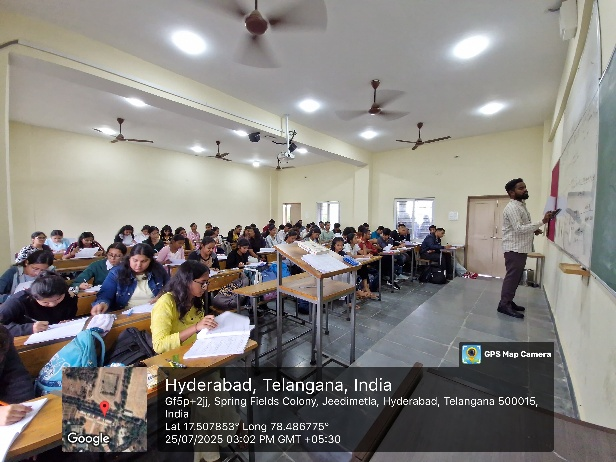 GPS Map Camera
Hyderabad, Telangana, India
Gf5p+2jj, Spring Fields Colony, Jeedimetla, Hyderabad, Telangana 500015,
India
Lat 17.507853° Long 78.486775°
25/07/2025 03:02 PM GMT +05:30
Google